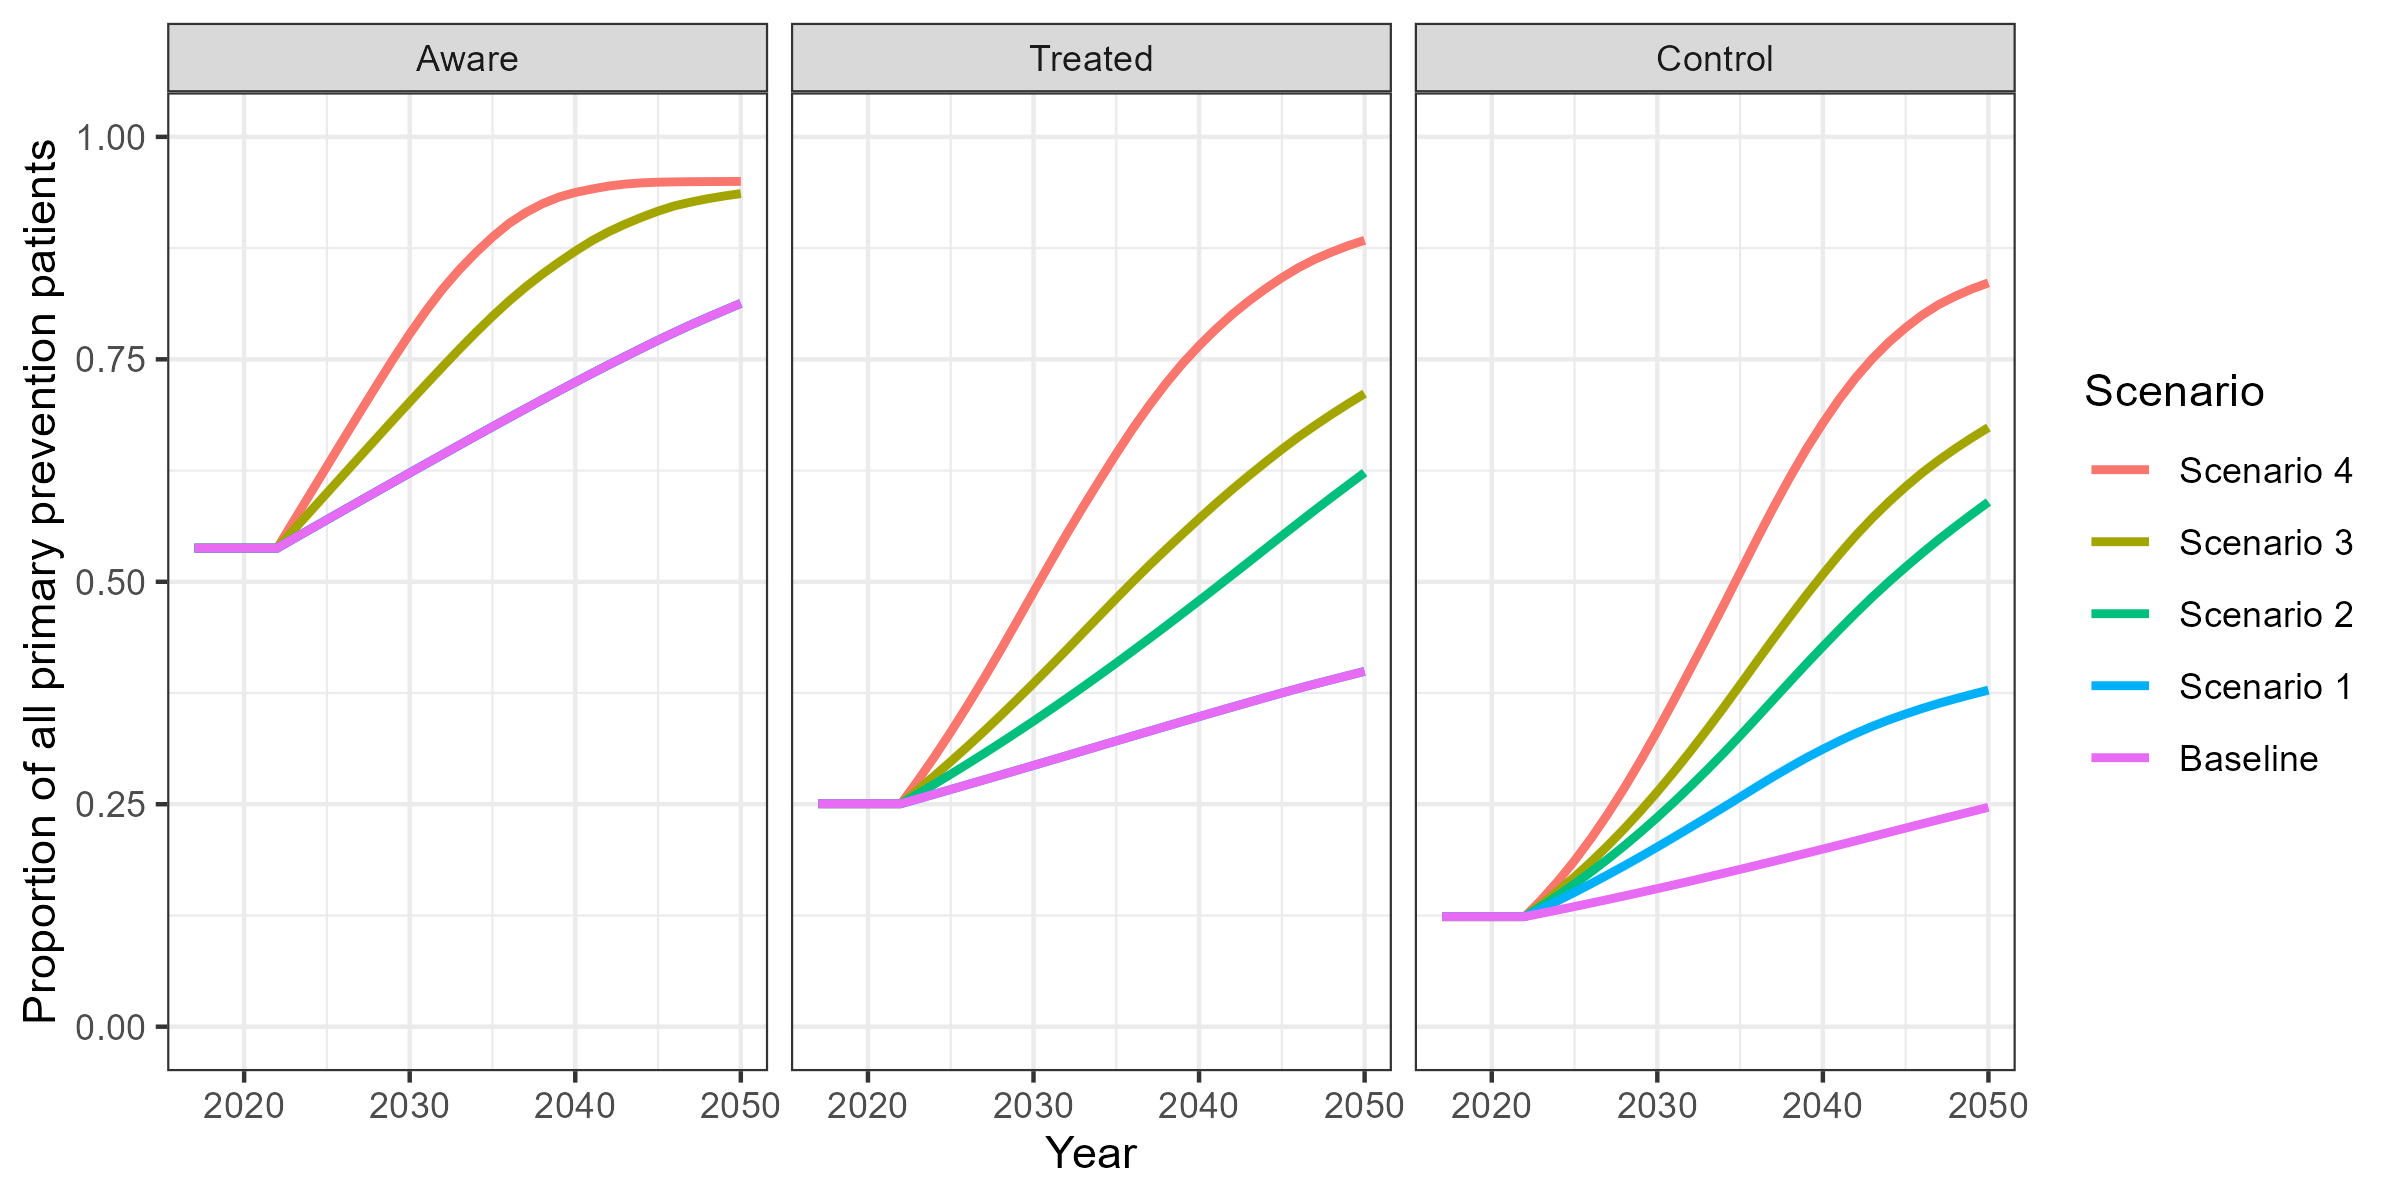 Aware
Treated
Control
Proportion of all primary prevention patients
1.00
0.75
0.50
0.25
0.00
2020 2030 2040 2050
2020 2030 2040 2050
2020 2030 2040 2050
Year
Scenario
Scenario 4
Scenario 3
Scenario 2
Scenario 1
Baseline